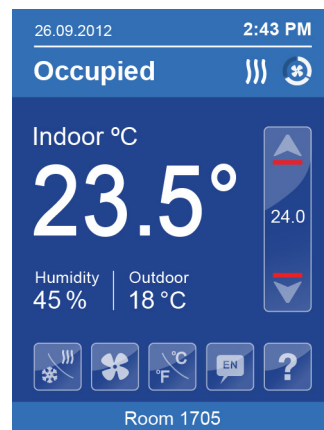 26.09.2012 2:43 PM
Occupied
Indoor ºC
23.5°
24.0
Humidity Outdoor
45 % 18 °C
°C
°F
EN
?
Room 1705